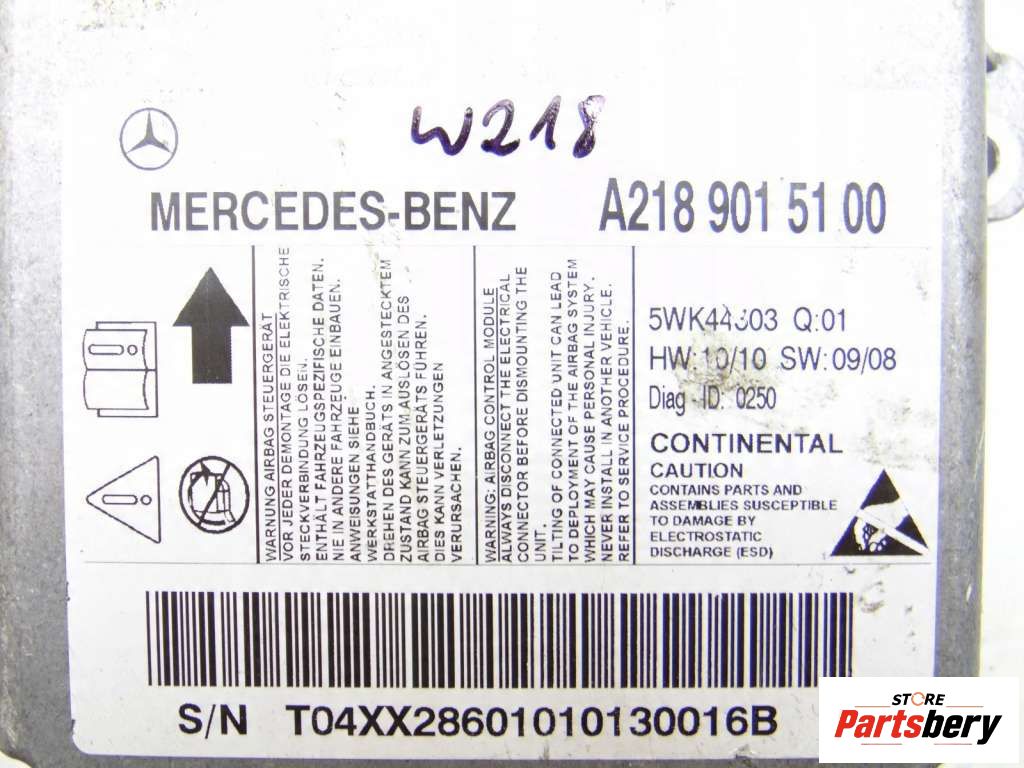 W218
MERCEDES-BENZ
A218 901 51 00
WARNUNG AIRBAG STEUERGERÄT
VOR JEDER DEMONTAGE DIE ELEKTRISCHE
STECKVERBINDUNG LÖSEN.
ENTHÄLT FAHRZEUGSPEZIFISCHE DATEN.
NIE IN ANDERE FAHRZEUGE EINBAUEN.
ANWEISUNGEN SIEHE
WERKSTATTHANDBUCH.
DREHEN DES GERÄTS IN ANGESTECKTEM
ZUSTAND KANN ZUM AUSLÖSEN DES
AIRBAG STEUERGERÄTS FÜHREN.
DIES KANN VERLETZUNGEN
VERURSACHEN.
WARNING: AIRBAG CONTROL MODULE
ALWAYS DISCONNECT THE ELECTRICAL
CONNECTOR BEFORE DISMOUNTING THE
UNIT.
TILTING OF CONNECTED UNIT CAN LEAD
TO DEPLOYMENT OF THE AIRBAG SYSTEM
WHICH MAY CAUSE PERSONAL INJURY.
NEVER INSTALL IN ANOTHER VEHICLE.
REFER TO SERVICE PROCEDURE.
5WK44303 Q:01
HW:10/10 SW:09/08
Diag -ID: 0250
CONTINENTAL
CAUTION
CONTAINS PARTS AND
ASSEMBLIES SUSCEPTIBLE
TO DAMAGE BY
ELECTROSTATIC
DISCHARGE (ESD)
S/N T04XX28601010130016B
STORE
Partsbery